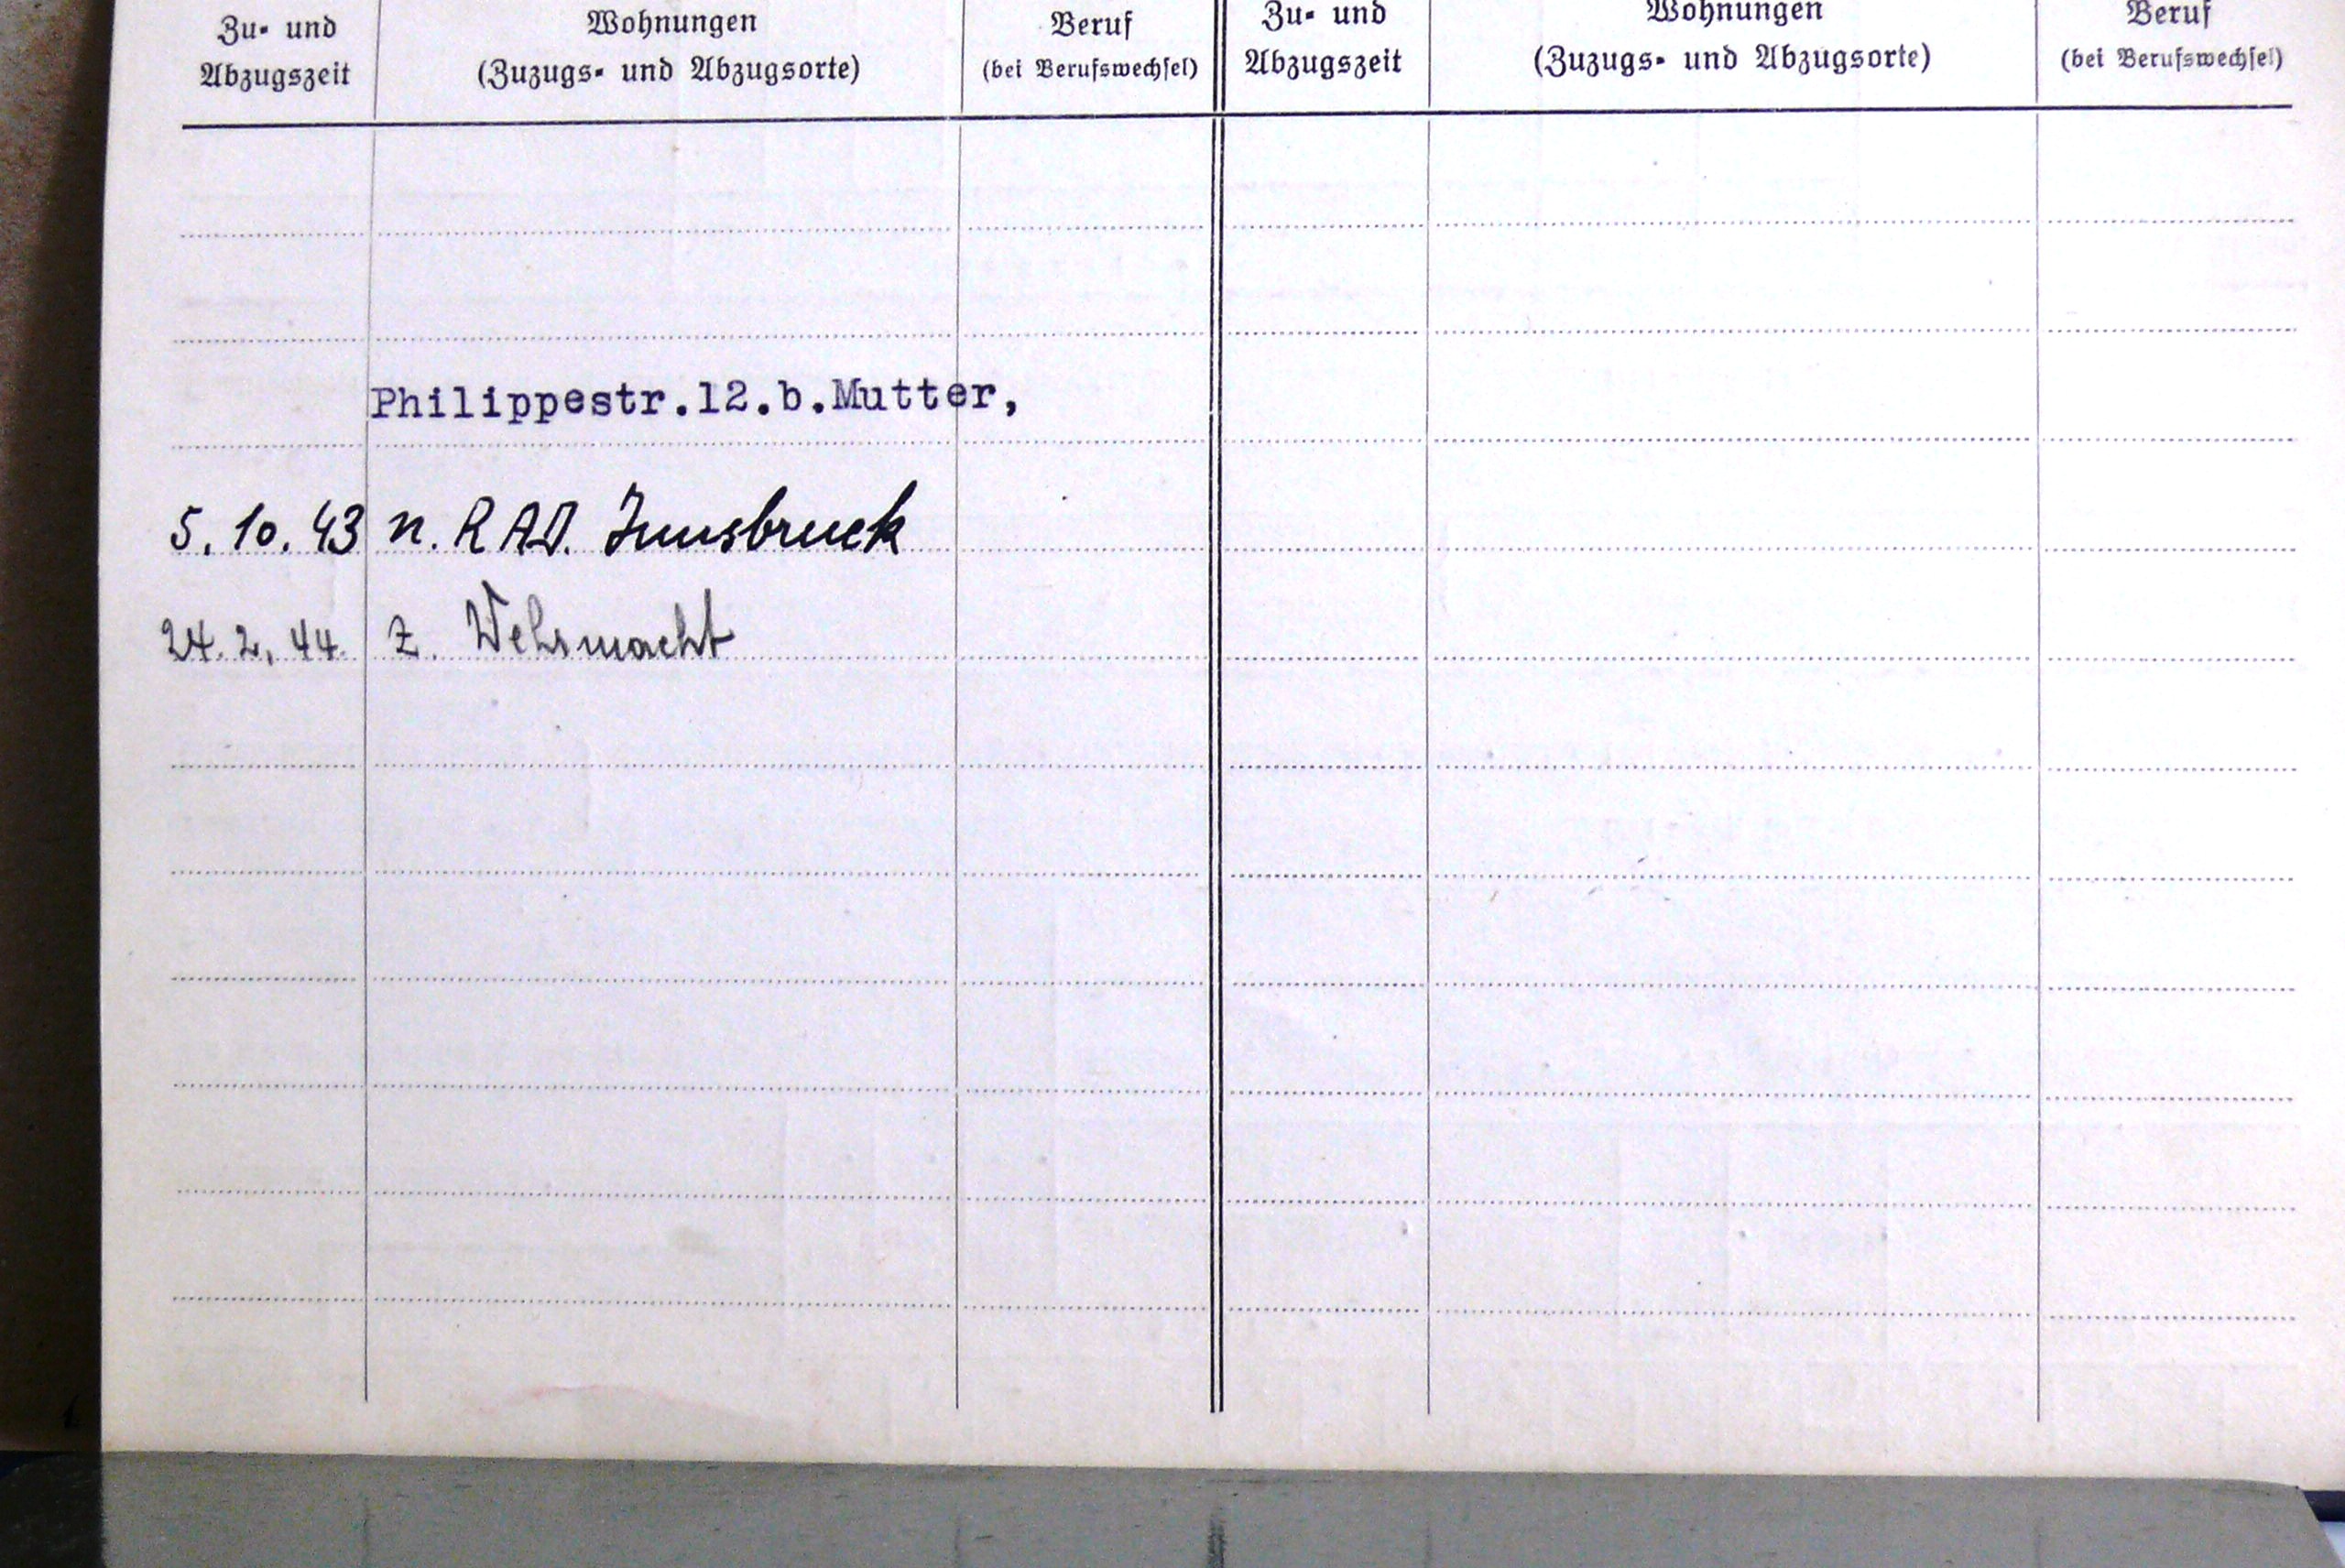 Zu- und Wohnungen Beruf Zu- und Wohnungen Beruf
Abzugszeit (Zuzugs- und Abzugsorte) (bei Berufswechsel) Abzugszeit (Zuzugs- und Abzugsorte) (bei Berufswechsel)
Philippestr.12.b.Mutter,
5. 10. 43 n. RAD. Innsbruck
24. 2. 44. z. Wehrmacht